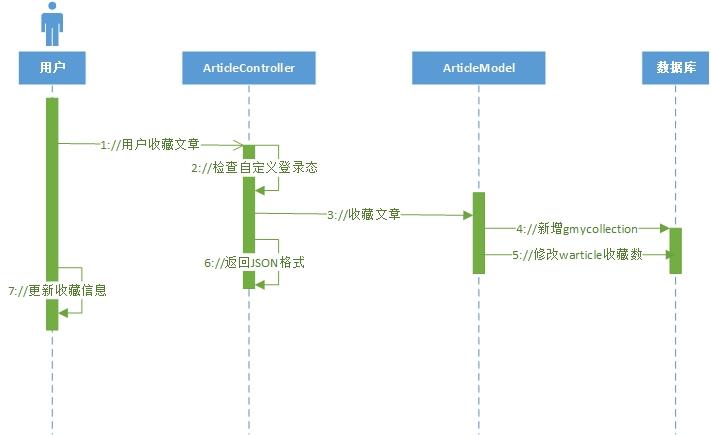 用户
ArticleController
ArticleModel
数据库
1://用户收藏文章
2://检查自定义登录态
3://收藏文章
4://新增gmycollection
5://修改warticle收藏数
6://返回JSON格式
7://更新收藏信息